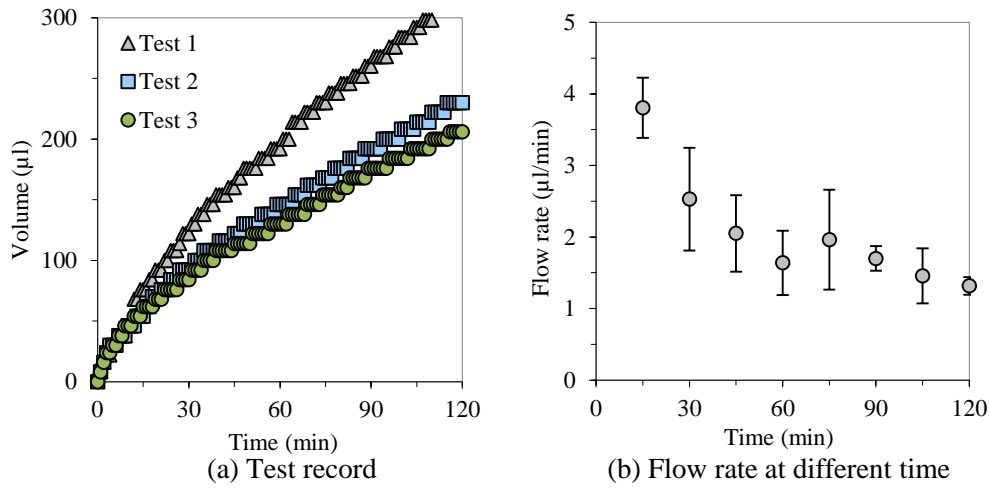 300
200
100
0
Volume (µl)
Test 1
Test 2
Test 3
0 30 60 90 120
Time (min)
(a) Test record
5
4
3
2
1
0
Flow rate (µl/min)
0 30 60 90 120
Time (min)
(b) Flow rate at different time